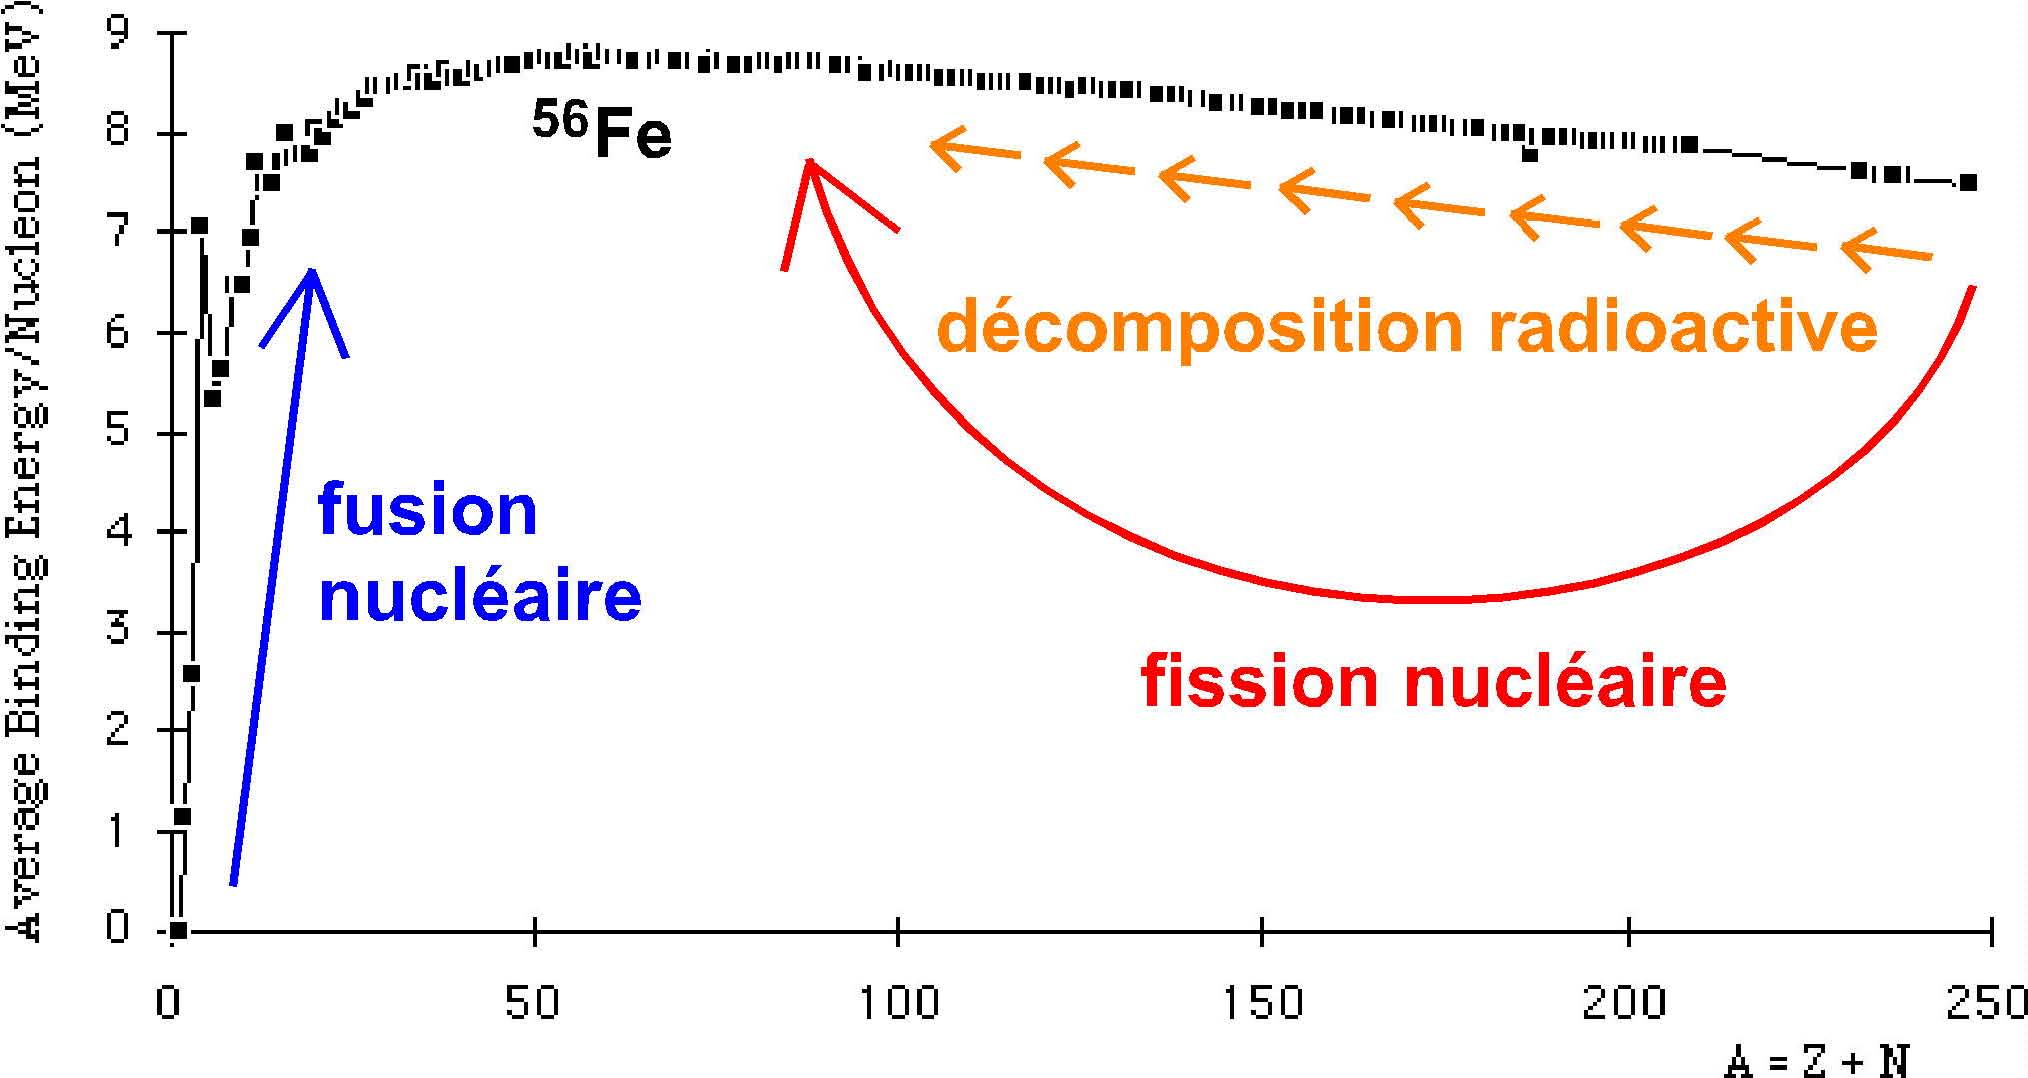 Average Binding Energy/Nucleon (MeV)
9
8
7
6
5
4
3
2
1
0
56Fe
décomposition radioactive
fusion
nucléaire
fission nucléaire
0 50 100 150 200 250
A = Z + N